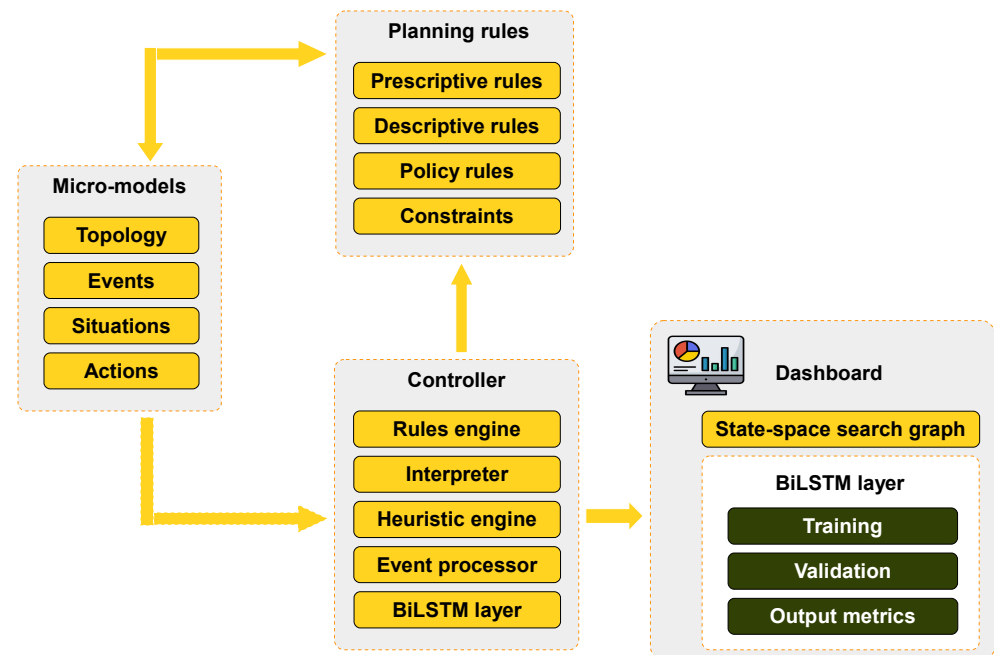 Planning rules
Prescriptive rules
Descriptive rules
Policy rules
Constraints
Micro-models
Topology
Events
Situations
Actions
Controller
Rules engine
Interpreter
Heuristic engine
Event processor
BiLSTM layer
Dashboard
State-space search graph
BiLSTM layer
Training
Validation
Output metrics